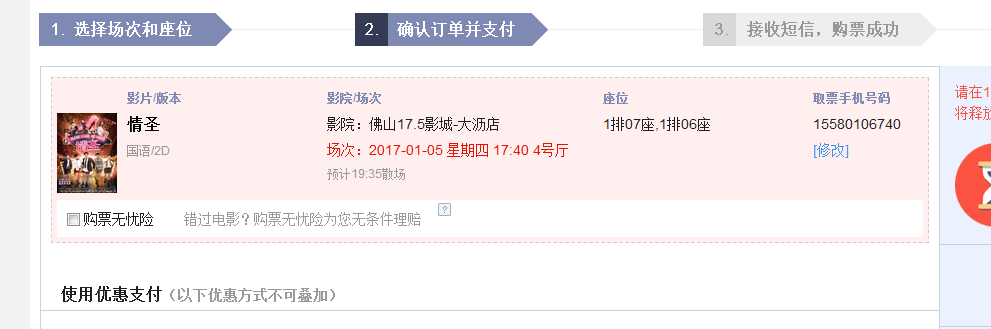 1. 选择场次和座位
2. 确认订单并支付
3. 接收短信，购票成功
影片/版本
影院/场次
座位
取票手机号码
情圣
国语/2D
影院：佛山17.5影城-大沥店
场次：2017-01-05 星期四 17:40 4号厅
预计19:35散场
1排07座,1排06座
15580106740
[修改]
购票无忧险
错过电影？购票无忧险为您无条件理赔
?
使用优惠支付（以下优惠方式不可叠加）
请在1
将释放